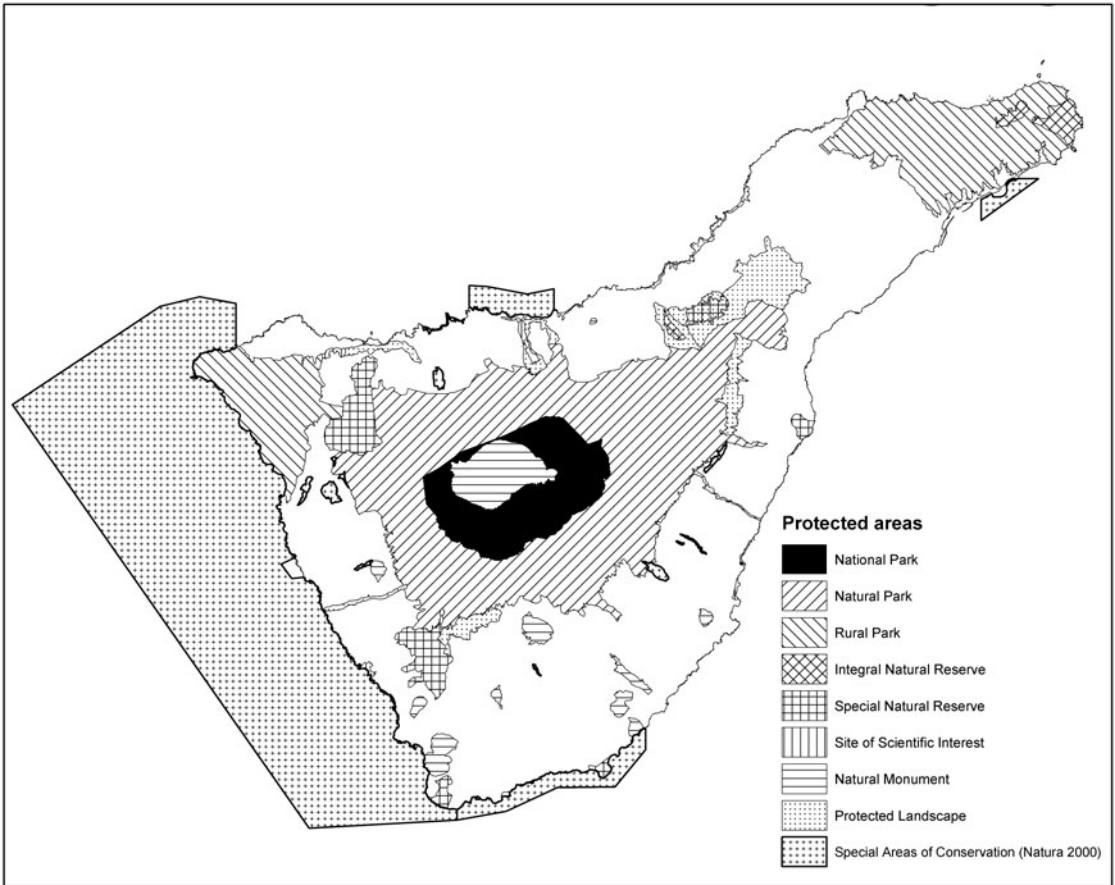 Protected areas
National Park
Natural Park
Rural Park
Integral Natural Reserve
Special Natural Reserve
Site of Scientific Interest
Natural Monument
Protected Landscape
Special Areas of Conservation (Natura 2000)